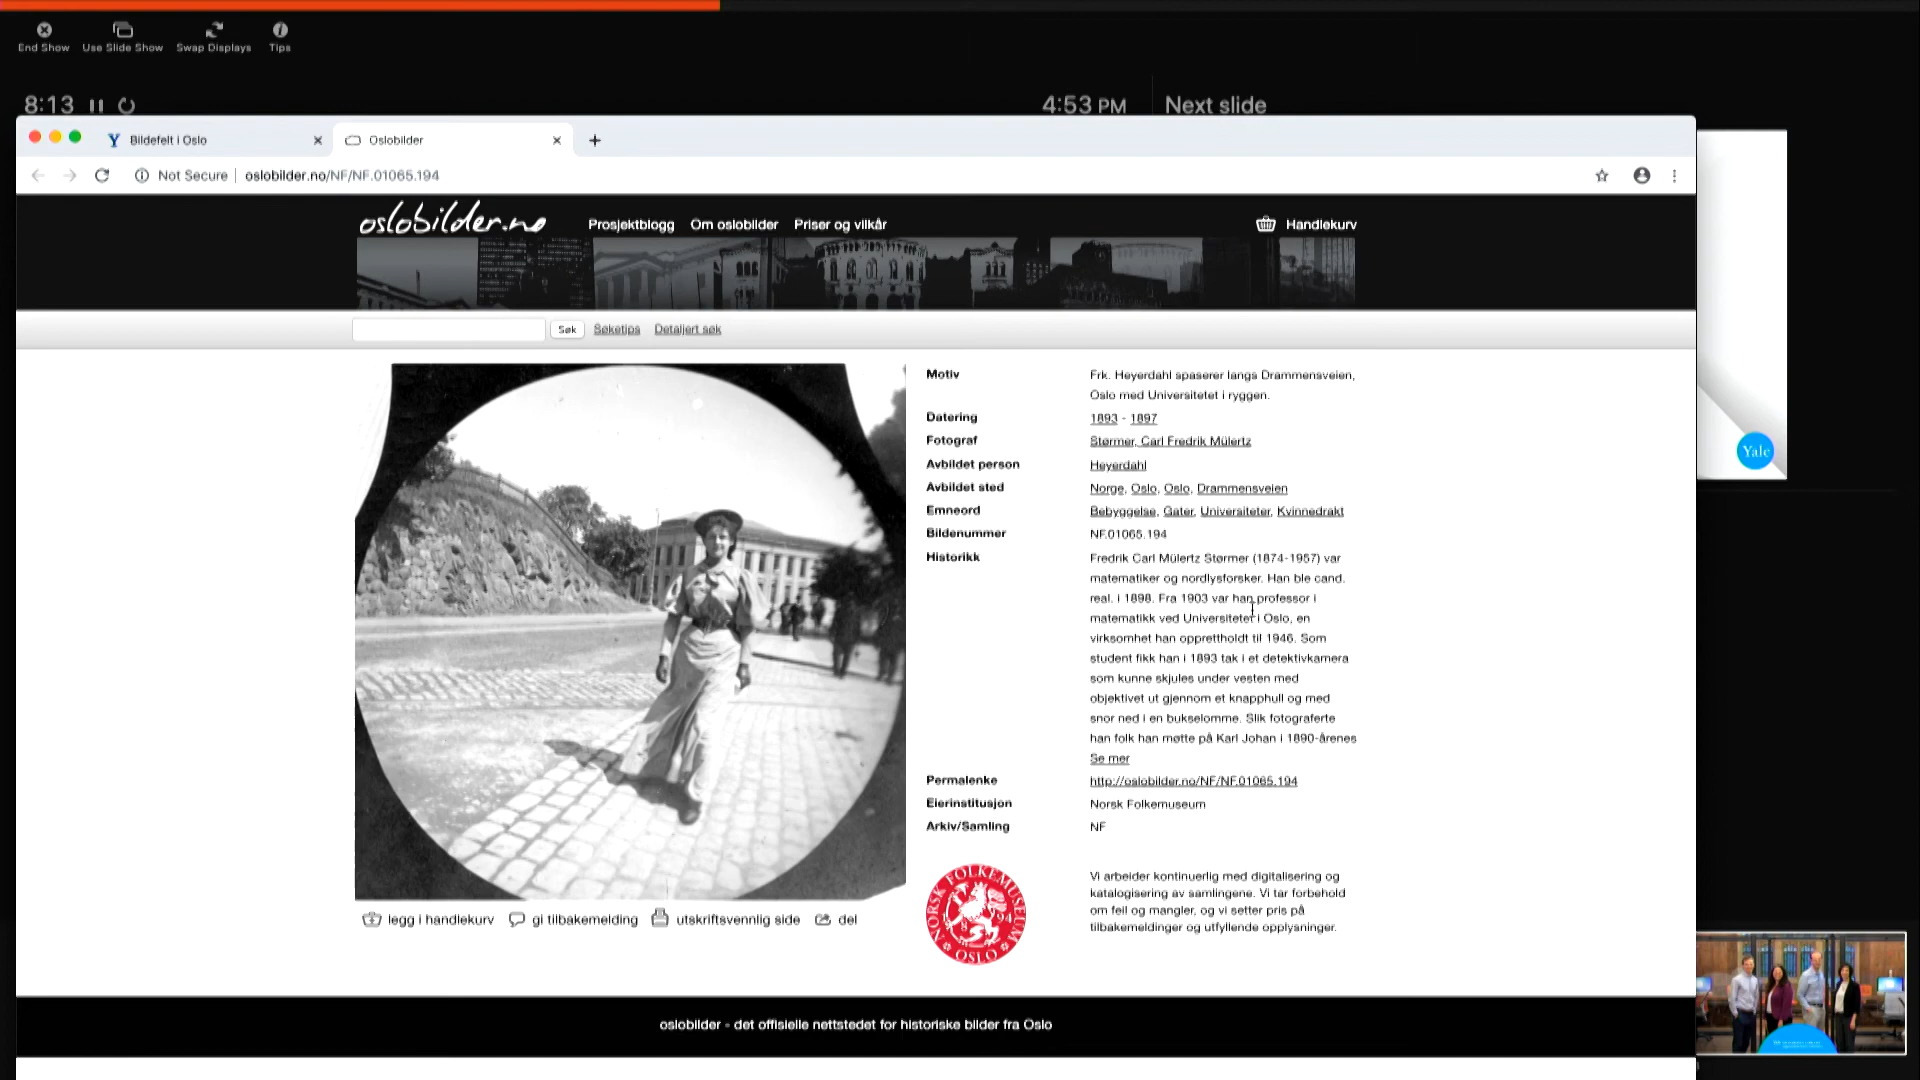 End Show Use Slide Show Swap Displays Tips
8:13 4:53 PM Next slide
Bildefelt i Oslo Oslobilder
Not Secure oslobilder.no/NF/NF.01065.194
oslobilder.no Prosjektblogg Om oslobilder Priser og vilkår Handlekurv
Søk Søketips Detaljert søk
Motiv Frk. Heyerdahl spaserer langs Drammensveien,
Oslo med Universitetet i ryggen.
Datering 1893 - 1897
Fotograf Størmer, Carl Fredrik Mülertz
Avbildet person Heyerdahl
Avbildet sted Norge, Oslo, Oslo, Drammensveien
Emneord Bebyggelse, Gater, Universiteter, Kvinnedrakt
Bildenummer NF.01065.194
Historikk Fredrik Carl Mülertz Størmer (1874-1957) var
matematiker og nordlysforsker. Han ble cand.
real. i 1898. Fra 1903 var han professor i
matematikk ved Universitetet i Oslo, en
virksomhet han opprettholdt til 1946. Som
student fikk han i 1893 tak i et detektivkamera
som kunne skjules under vesten med
objektivet ut gjennom et knapphull og med
snor ned i en bukselomme. Slik fotograferte
han folk han møtte på Karl Johan i 1890-årenes
Se mer
Permalenke http://oslobilder.no/NF/NF.01065.194
Eierinstitusjon Norsk Folkemuseum
Arkiv/Samling NF
NORSK FOLKEMUSEUM
1894
OSLO
Vi arbeider kontinuerlig med digitalisering og
katalogisering av samlingene. Vi tar forbehold
om feil og mangler, og vi setter pris på
tilbakemeldinger og utfyllende opplysninger.
legg i handlekurv gi tilbakemelding utskriftsvennlig side del
oslobilder - det offisielle nettstedet for historiske bilder fra Oslo
Yale